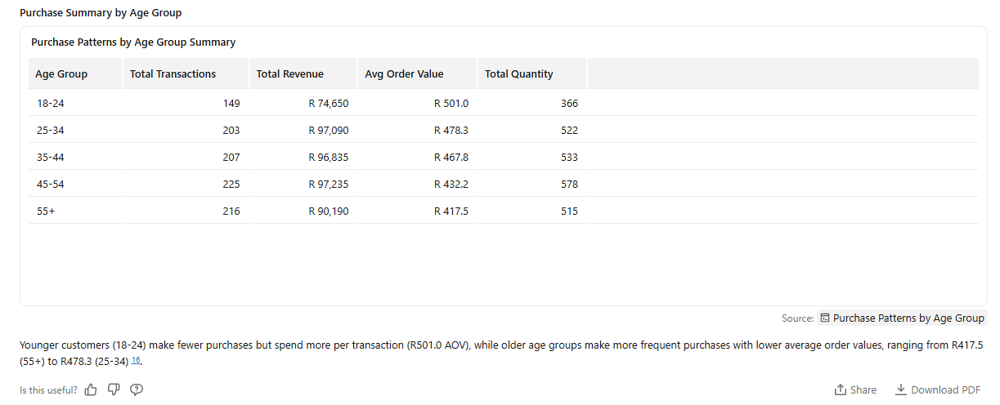 Purchase Summary by Age Group
Purchase Patterns by Age Group Summary
Age Group Total Transactions Total Revenue Avg Order Value Total Quantity
18-24 149 R 74,650 R 501.0 366
25-34 203 R 97,090 R 478.3 522
35-44 207 R 96,835 R 467.8 533
45-54 225 R 97,235 R 432.2 578
55+ 216 R 90,190 R 417.5 515
Source: Purchase Patterns by Age Group
Younger customers (18-24) make fewer purchases but spend more per transaction (R501.0 AOV), while older age groups make more frequent purchases with lower average order values, ranging from R417.5
(55+) to R478.3 (25-34) 16.
Is this useful? Share Download PDF